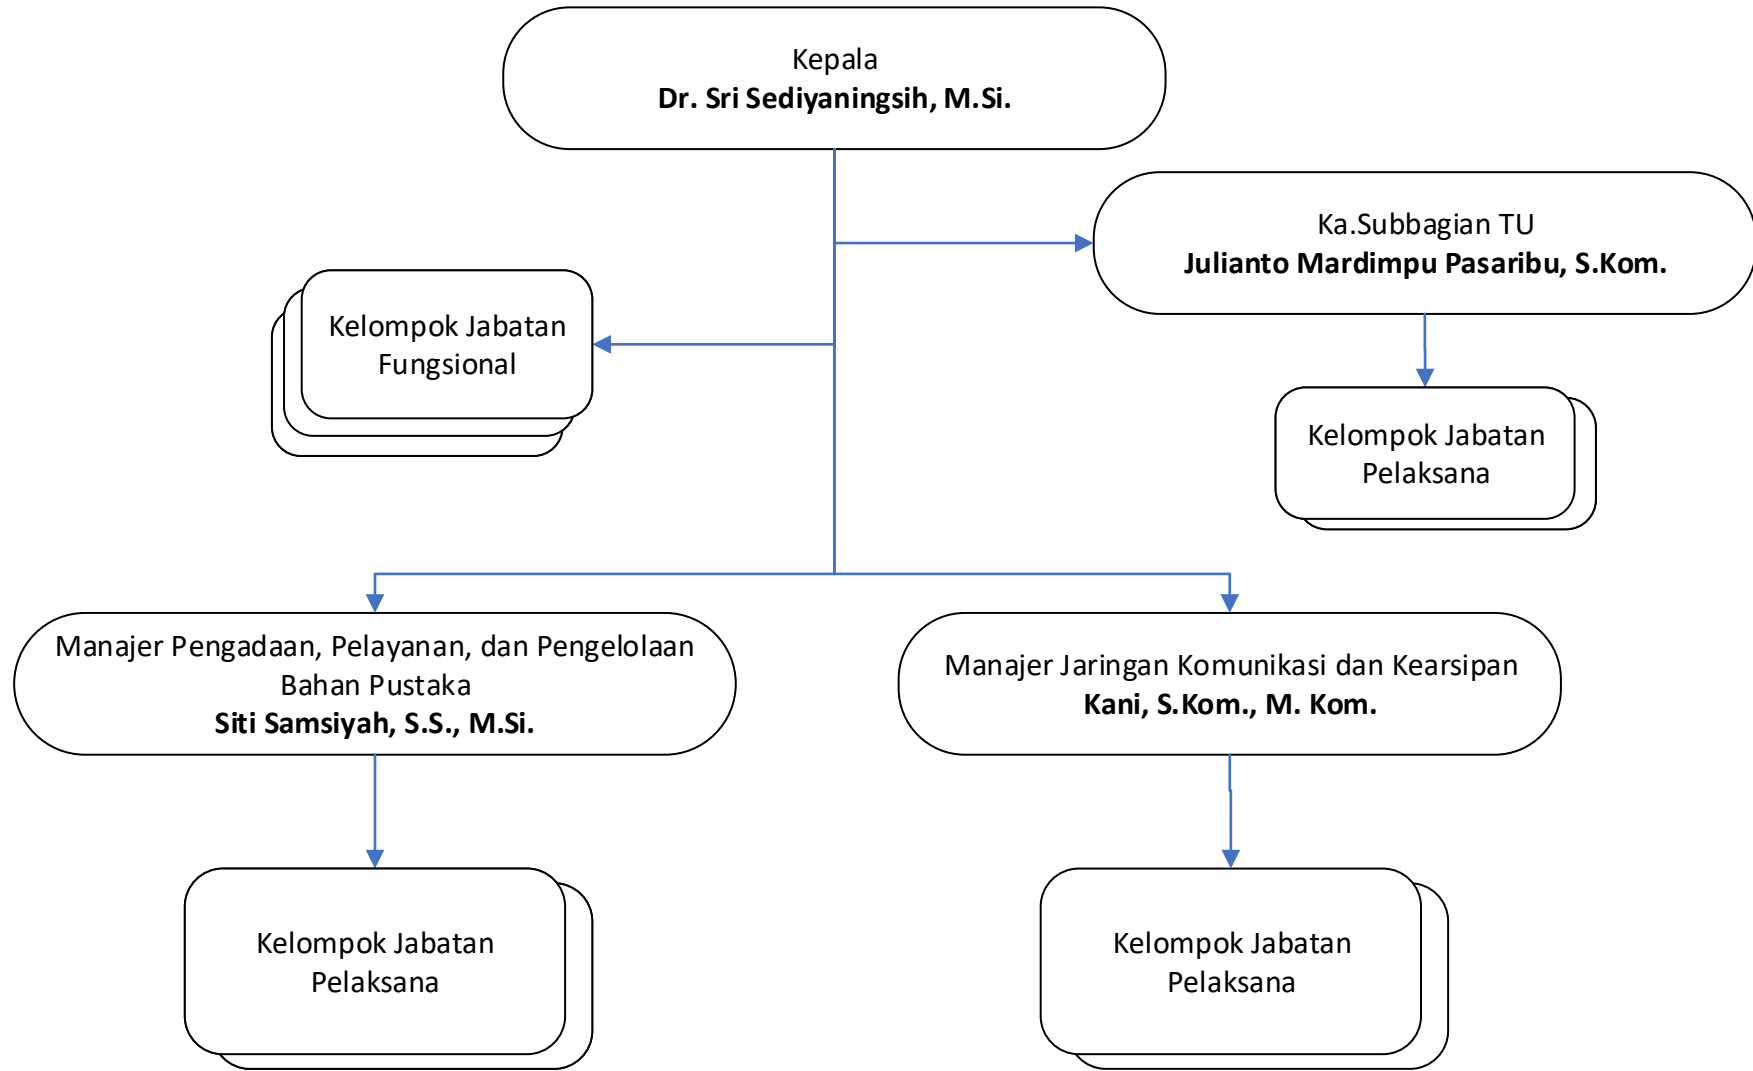 Kepala
Dr. Sri Sediyaningsih, M.Si.
Ka.Subbagian TU
Julianto Mardimpu Pasaribu, S.Kom.
Kelompok Jabatan
Fungsional
Kelompok Jabatan
Pelaksana
Manajer Pengadaan, Pelayanan, dan Pengelolaan
Bahan Pustaka
Siti Samsiyah, S.S., M.Si.
Manajer Jaringan Komunikasi dan Kearsipan
Kani, S.Kom., M. Kom.
Kelompok Jabatan
Pelaksana
Kelompok Jabatan
Pelaksana